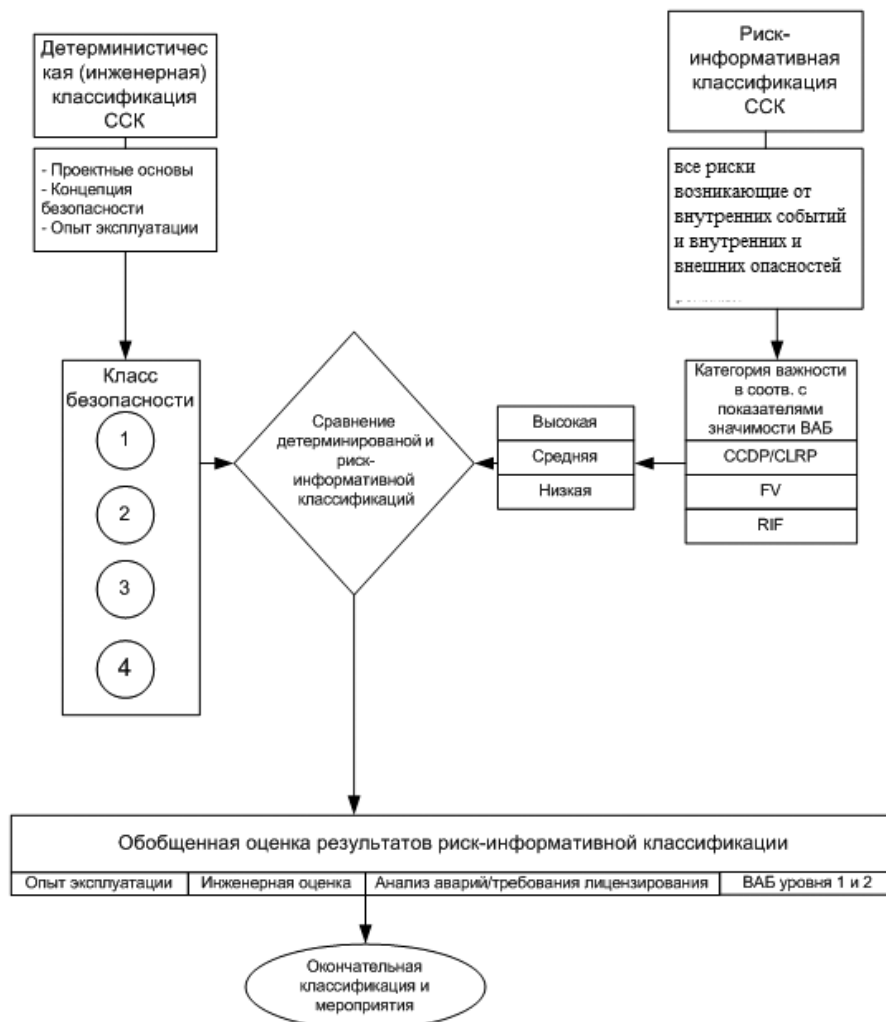 Детерминистичес
кая (инженерная)
классификация
ССК
- Проектные основы
- Концепция
безопасности
- Опыт эксплуатации
Класс
безопасности
1
2
3
4
Сравнение
детерминированой и
риск-
информативной
классификаций
Риск-
информативная
классификация
ССК
все риски
возникающие от
внутренних событий
и внутренних и
внешних опасностей
Категория важности
в соотв. с
показателями
значимости ВАБ
CCDP/CLRP
FV
RIF
Высокая
Средняя
Низкая
Обобщенная оценка результатов риск-информативной классификации
Опыт эксплуатации
Инженерная оценка
Анализ аварий/требования лицензирования
ВАБ уровня 1 и 2
Окончательная
классификация и
мероприятия